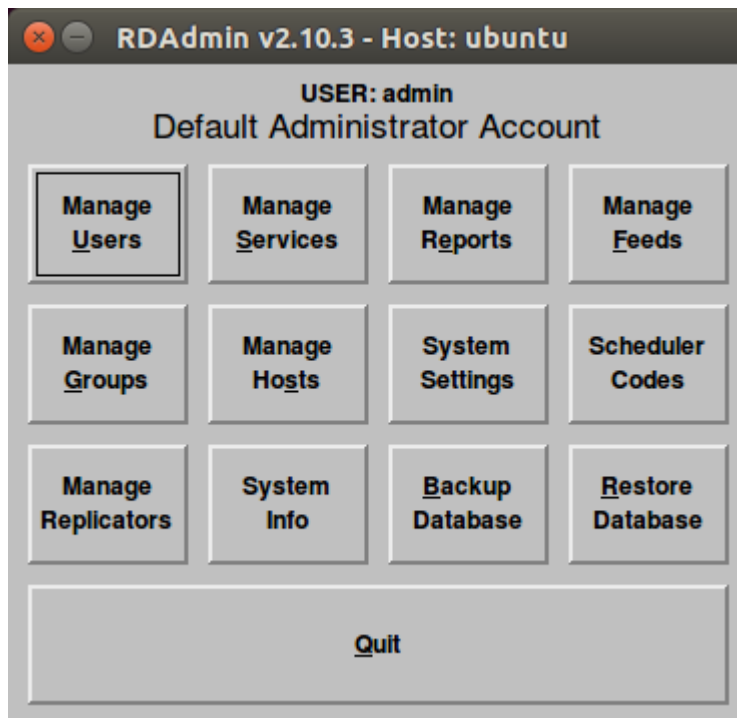 RDAdmin v2.10.3 - Host: ubuntu
USER: admin
Default Administrator Account
Manage
Users
Manage
Services
Manage
Reports
Manage
Feeds
Manage
Groups
Manage
Hosts
System
Settings
Scheduler
Codes
Manage
Replicators
System
Info
Backup
Database
Restore
Database
Quit